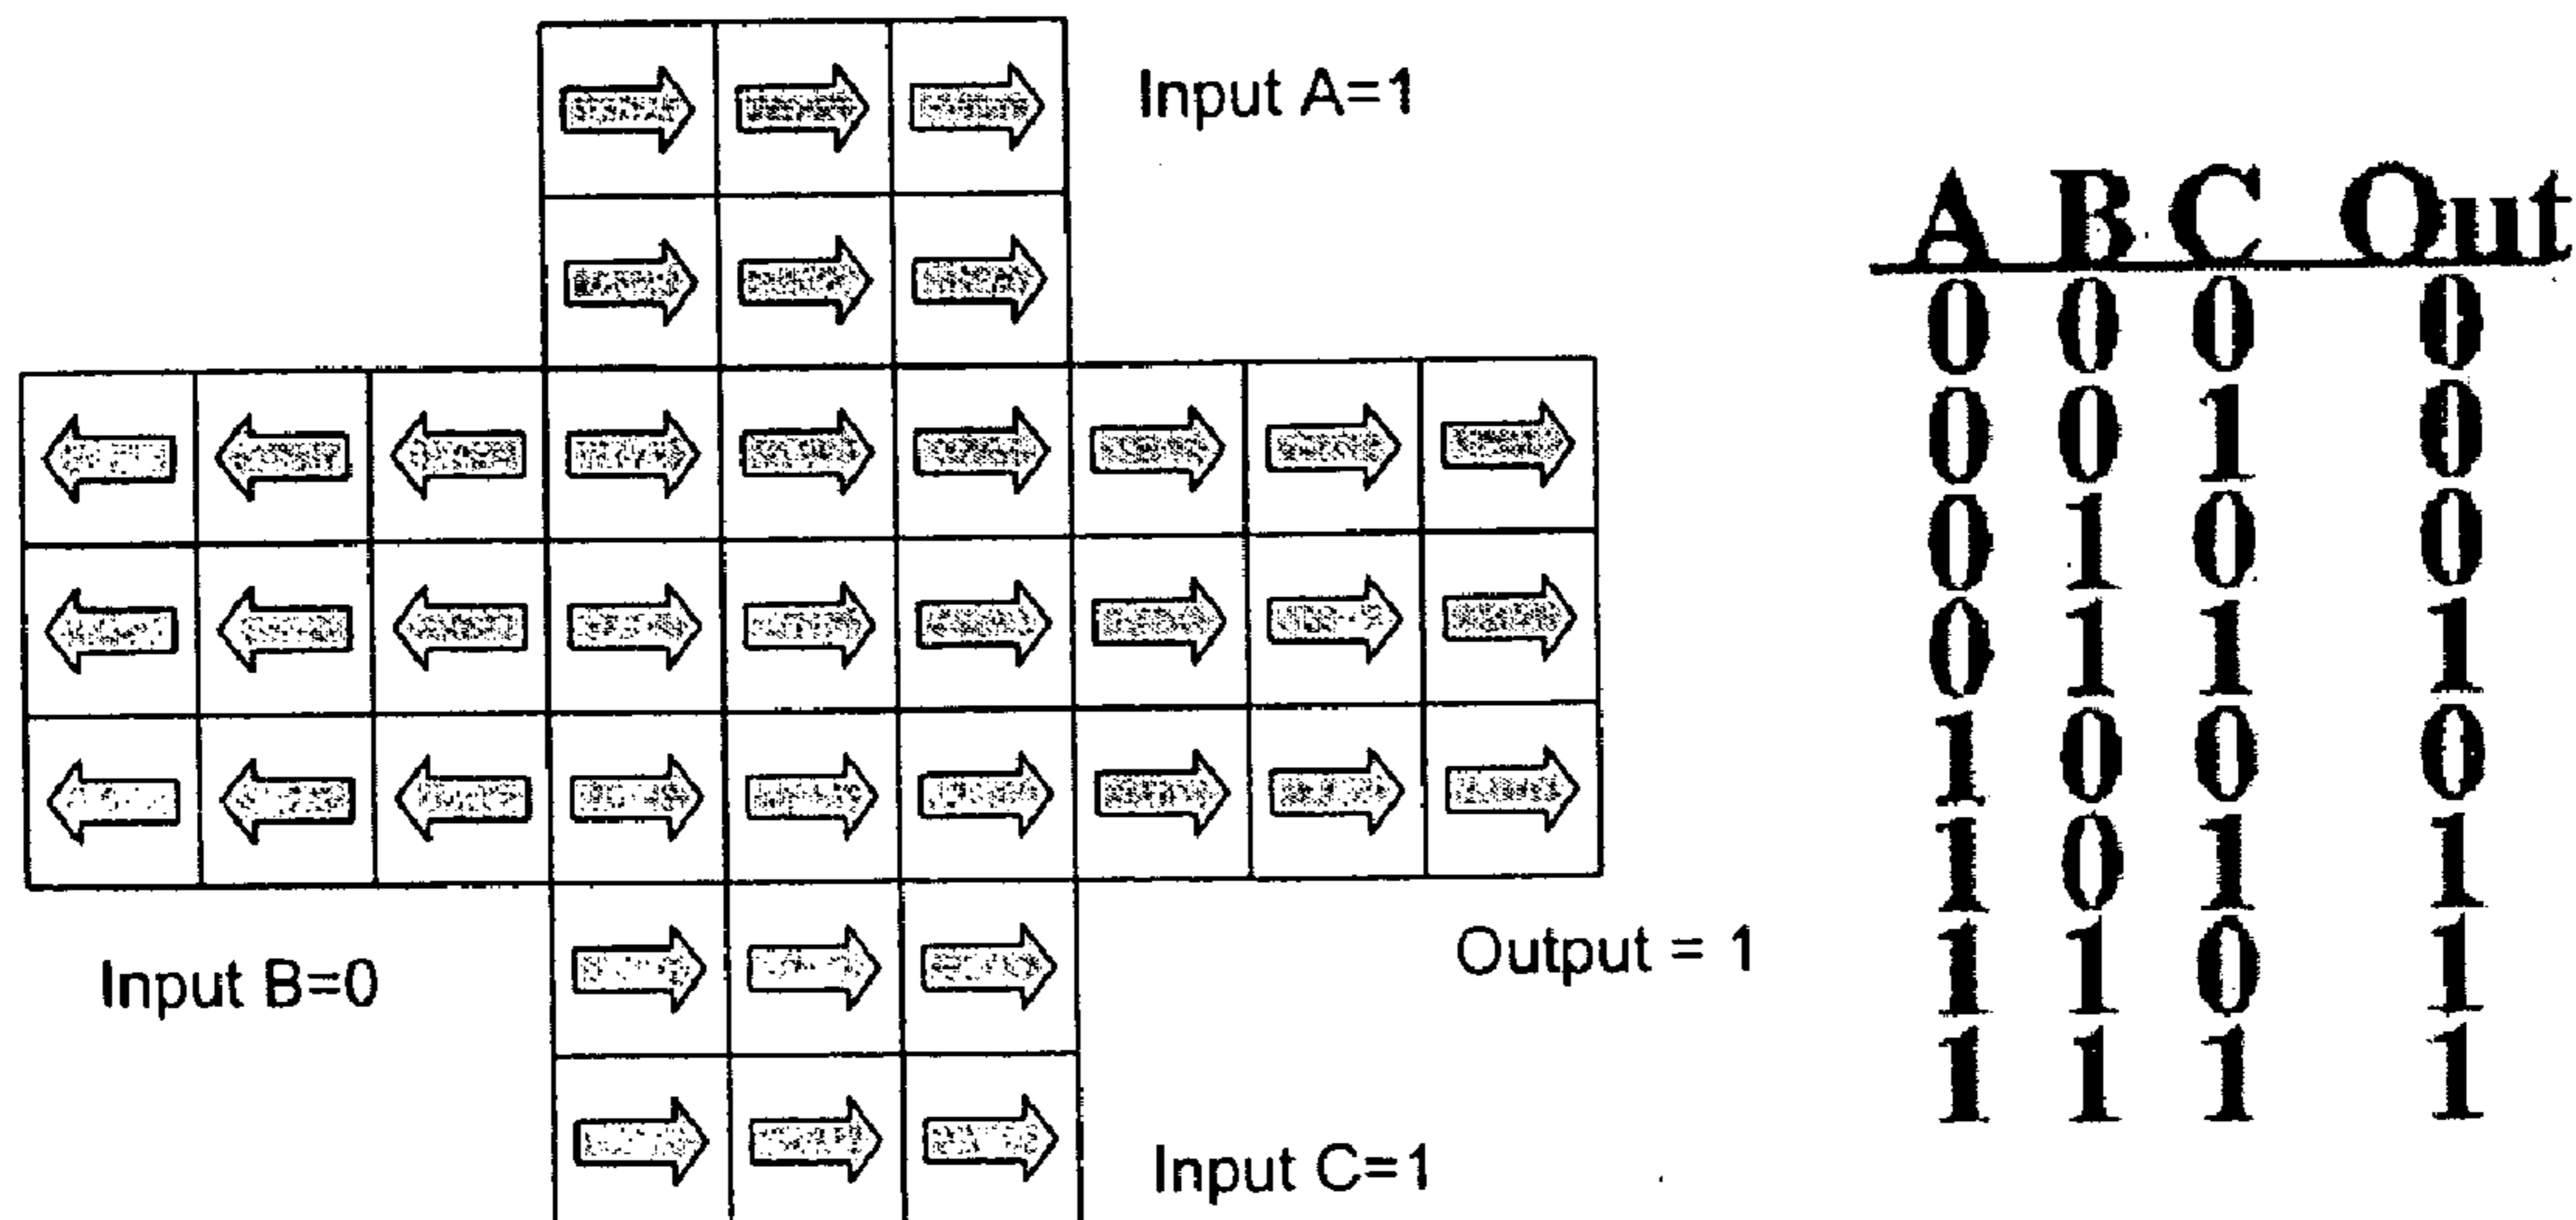 Input A=1
Input B=0
Output = 1
Input C=1
A B C Out
0 0 0 0
0 0 1 0
0 1 0 0
0 1 1 1
1 0 0 0
1 0 1 1
1 1 0 1
1 1 1 1